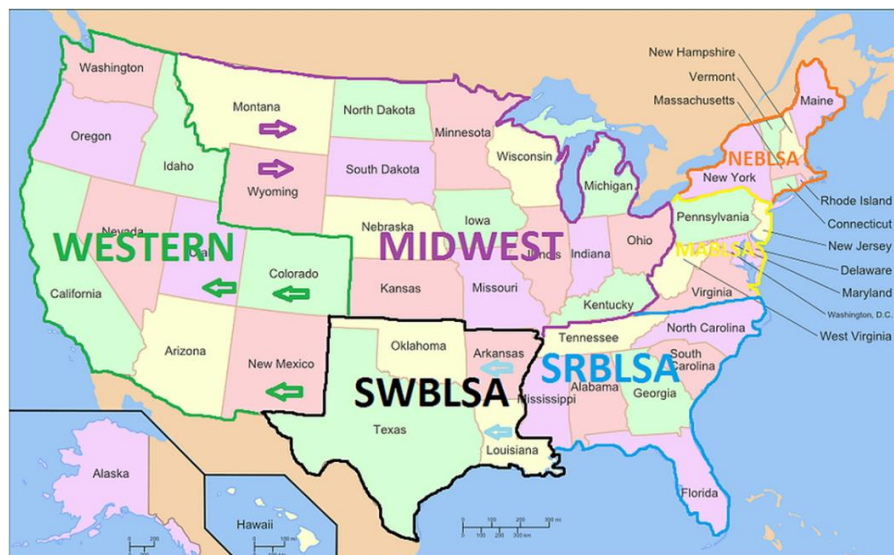 New Hampshire
Vermont
Massachusetts
Washington
Montana
North Dakota
Minnesota
Maine
Oregon
Idaho
Wyoming
South Dakota
Wisconsin
Michigan
NEBLSA
New York
Rhode Island
Connecticut
New Jersey
Delaware
Maryland
Washington, D.C.
West Virginia
Nebraska
Iowa
Pennsylvania
Nevada
WESTERN
MIDWEST
Illinois
Indiana
Ohio
MABLSAS
California
Colorado
Kansas
Missouri
Kentucky
Virginia
Arizona
New Mexico
Oklahoma
Arkansas
Tennessee
North Carolina
SWBLSA
SRBLSA
South
Carolina
Texas
Mississippi
Alabama
Georgia
Louisiana
Alaska
Hawaii
Florida